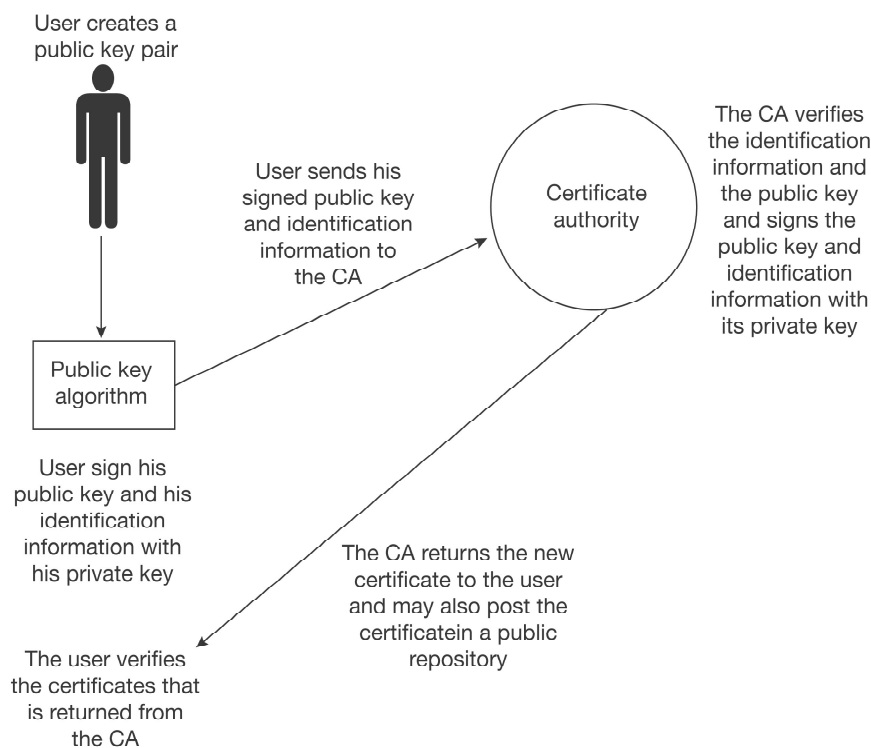 User creates a
public key pair
User sends his
signed public key
and identification
information to
the CA
Certificate
authority
The CA verifies
the identification
information and
the public key
and signs the
public key and
identification
information with
its private key
Public key
algorithm
User sign his
public key and his
identification
information with
his private key
The CA returns the new
certificate to the user
and may also post the
certificatein a public
repository
The user verifies
the certificates that
is returned from
the CA